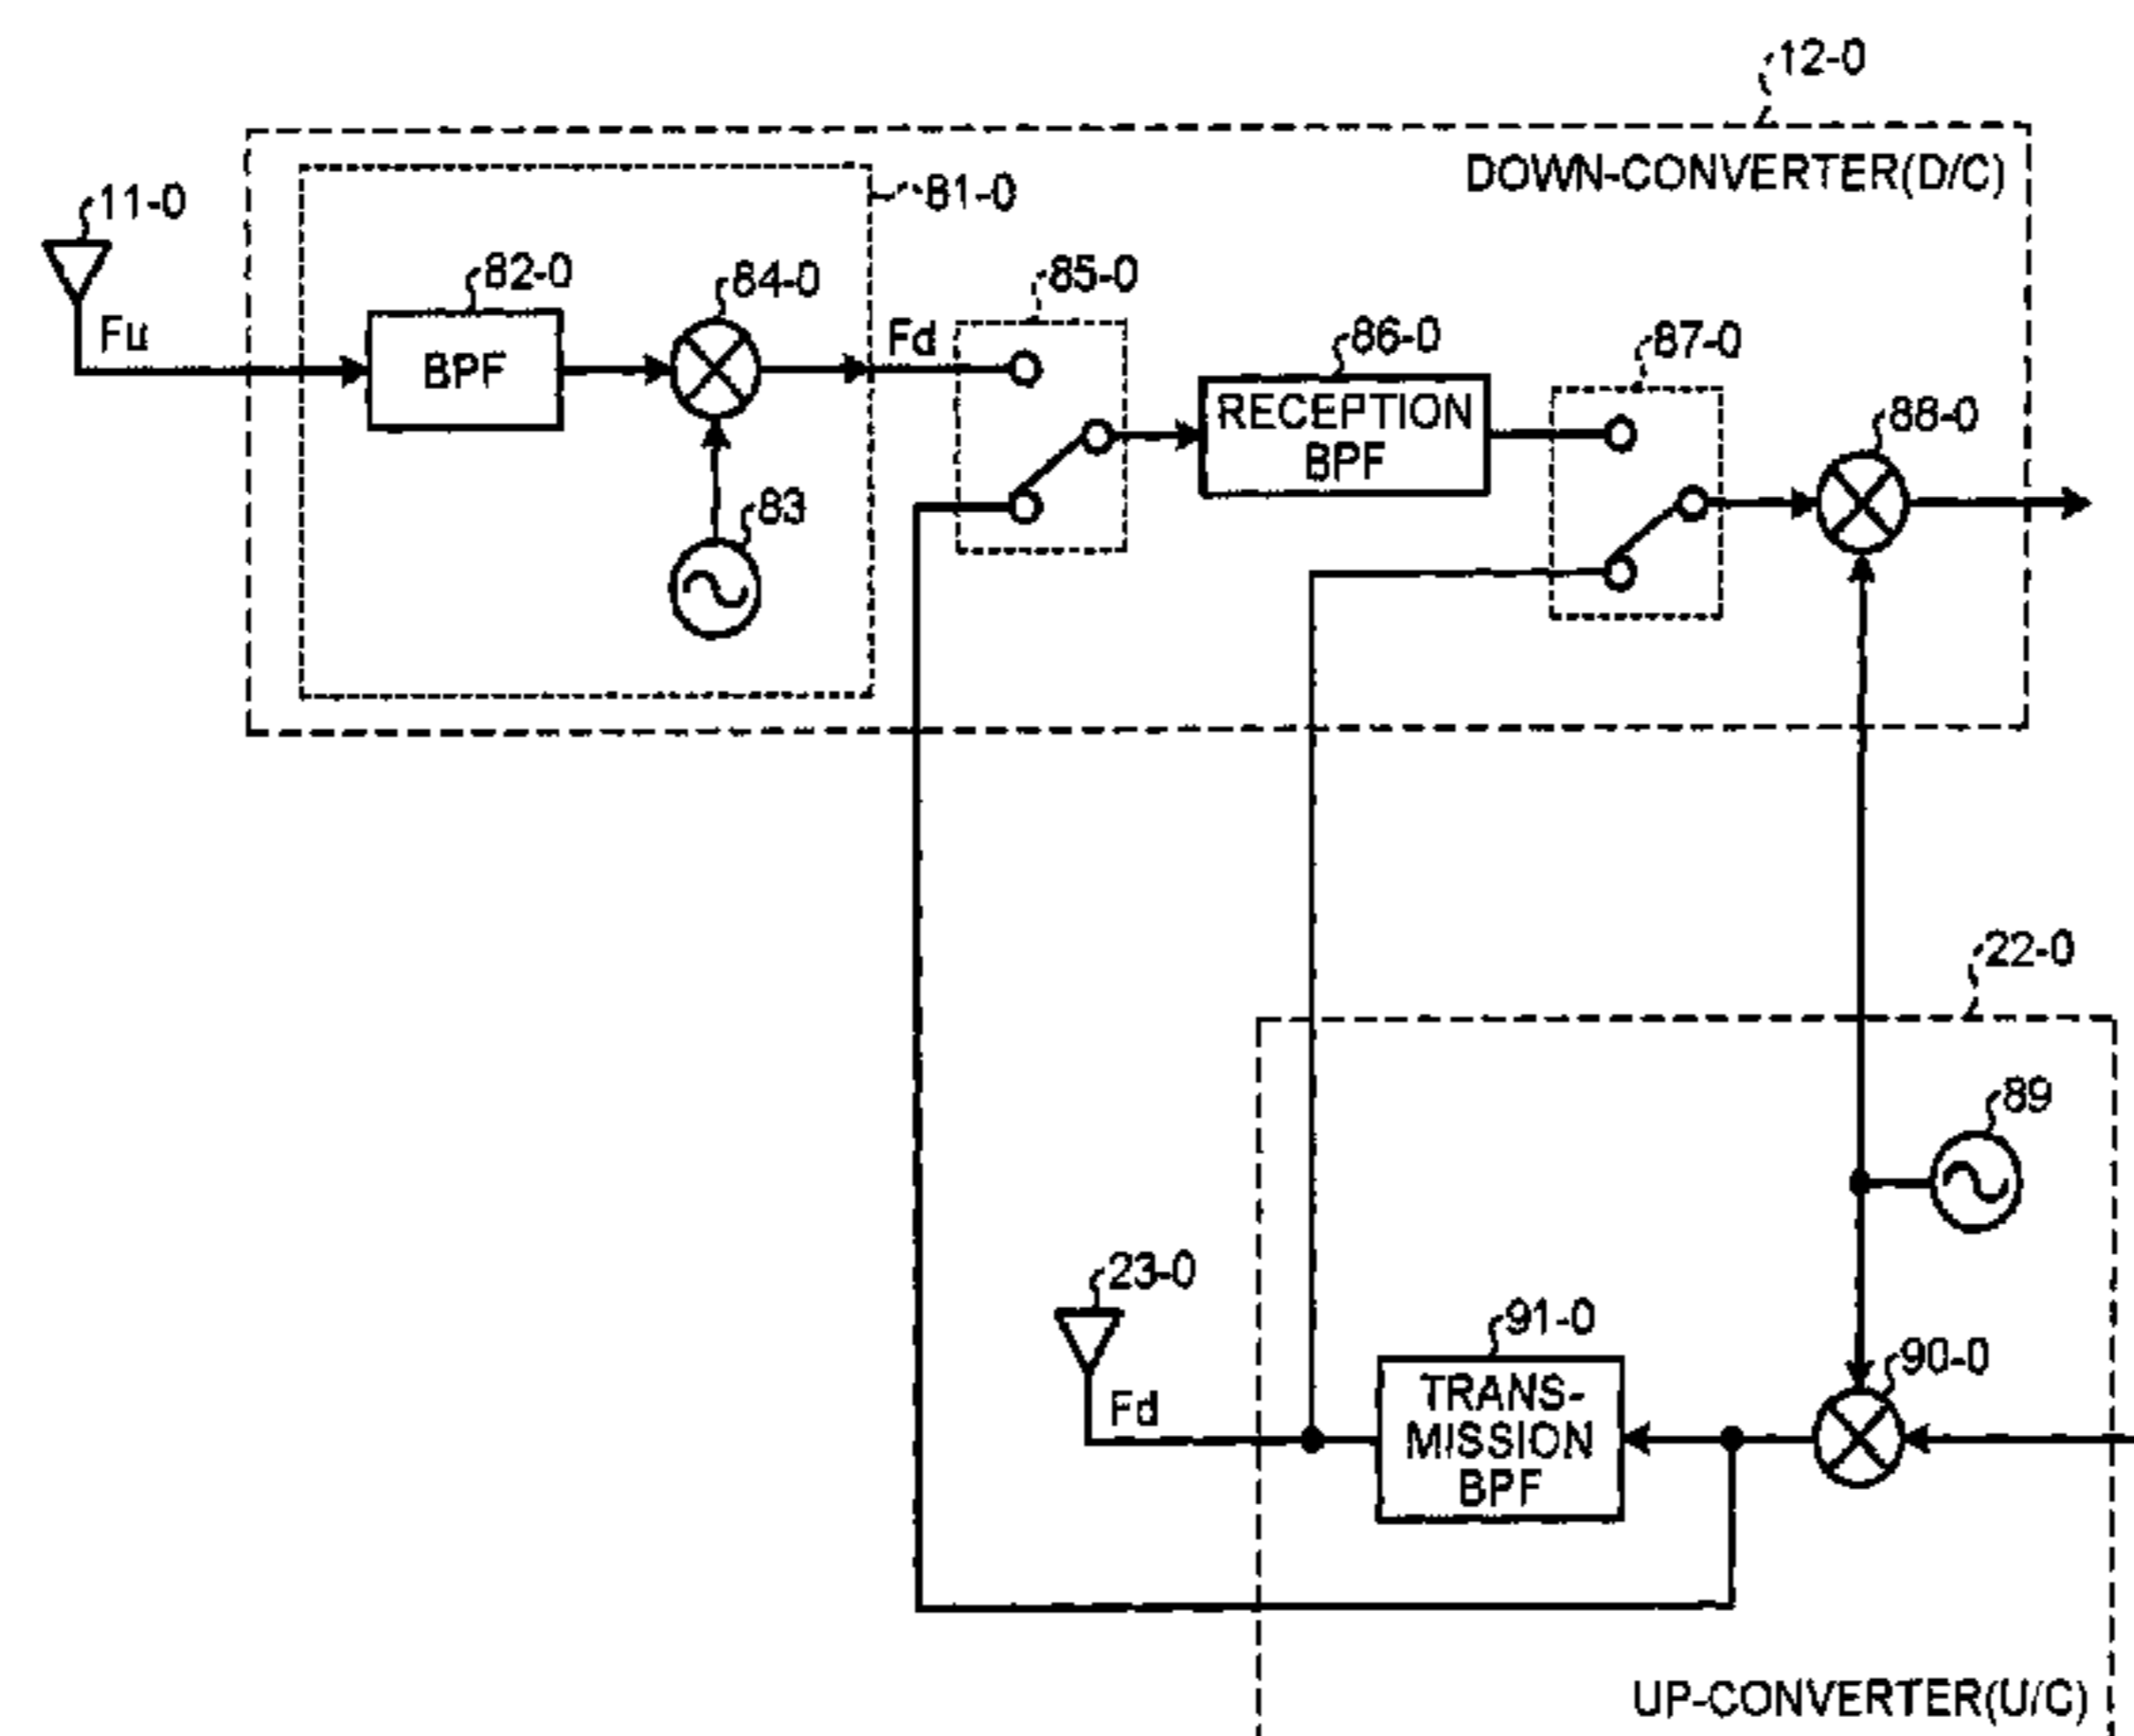 12-0
DOWN-CONVERTER(D/C)
11-0
81-0
82-0
84-0
85-0
Fu
Fd
86-0
87-0
BPF
RECEPTION
BPF
88-0
83
22-0
89
23-0
91-0
90-0
Fd
TRANS-
MISSION
BPF
UP-CONVERTER(U/C)